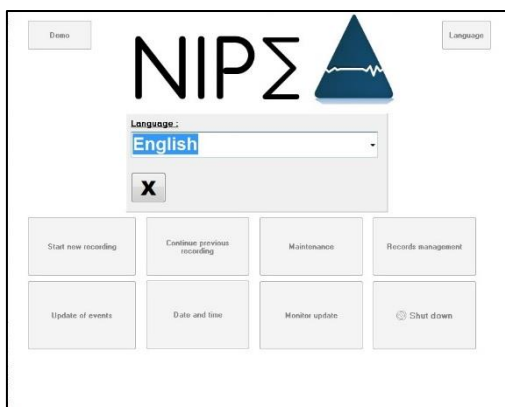 Demo
Language
NIPΣ
Language :
English
X
Start new recording
Continue previous
recording
Maintenance
Records management
Update of events
Date and time
Monitor update
Shut down